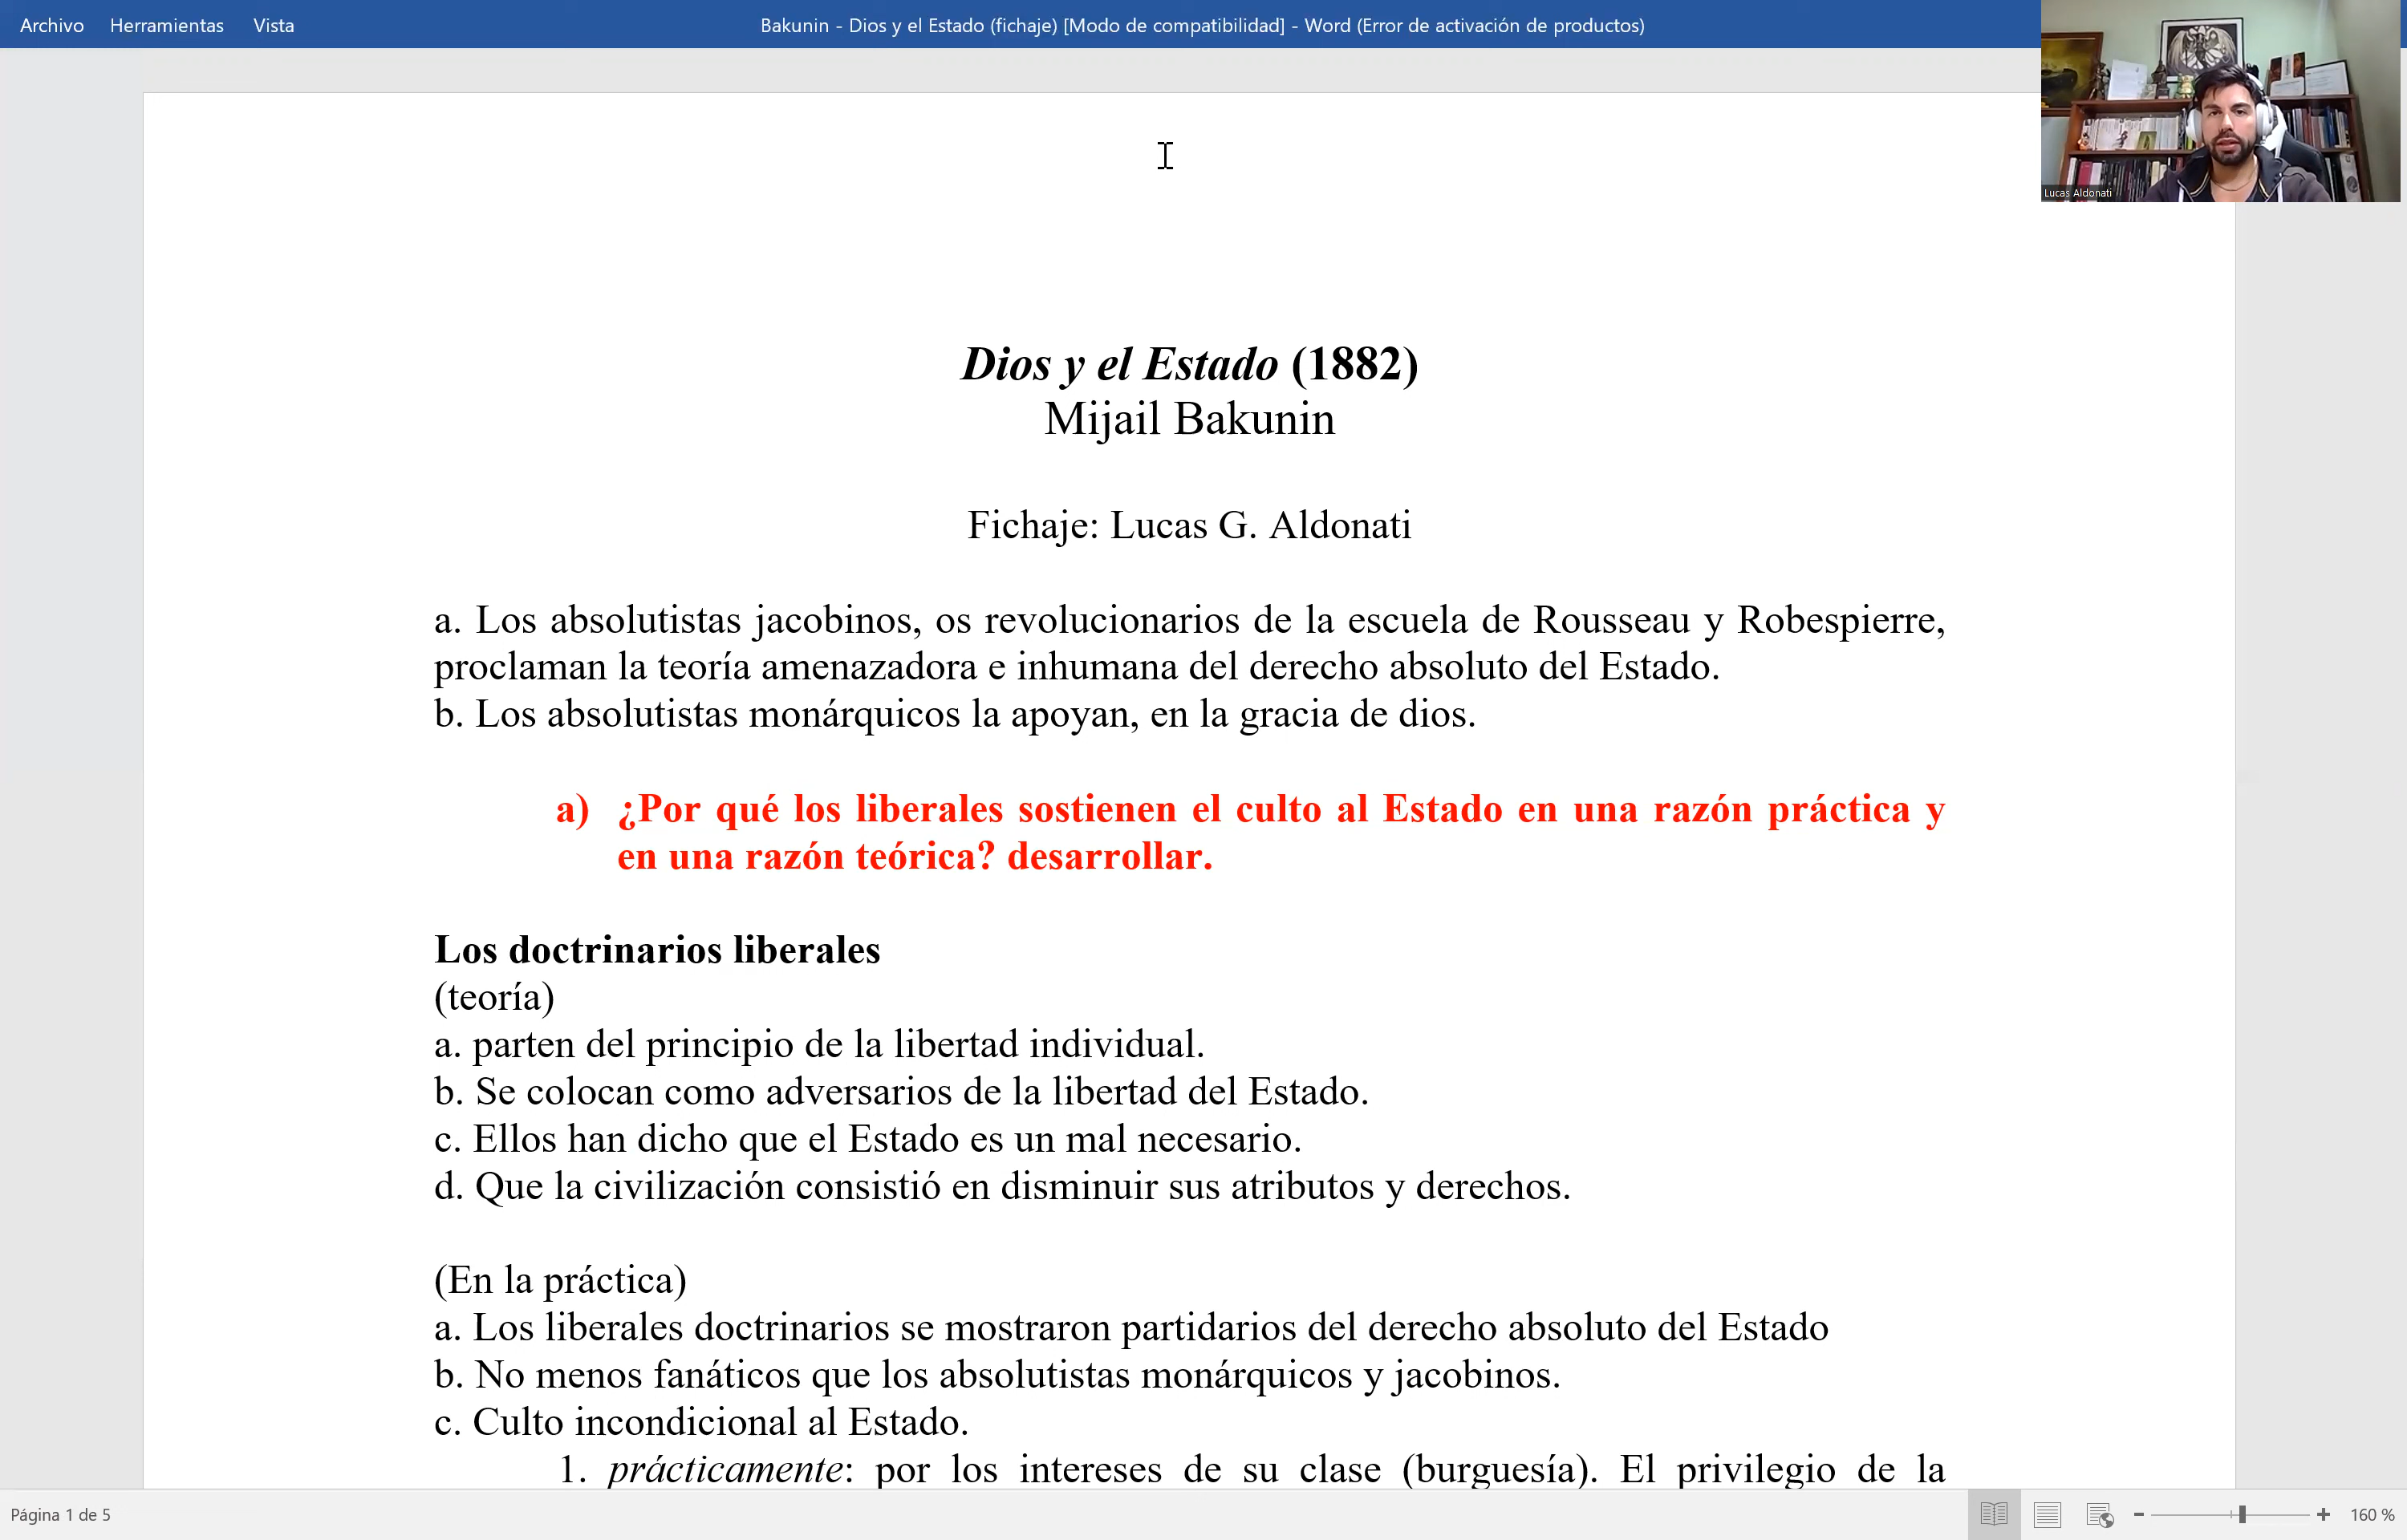 Archivo Herramientas Vista Bakunin - Dios y el Estado (fichaje) [Modo de compatibilidad] - Word (Error de activación de productos)
Lucas Aldonati
Dios y el Estado (1882)
Mijail Bakunin
Fichaje: Lucas G. Aldonati
a. Los absolutistas jacobinos, os revolucionarios de la escuela de Rousseau y Robespierre,
proclaman la teoría amenazadora e inhumana del derecho absoluto del Estado.
b. Los absolutistas monárquicos la apoyan, en la gracia de dios.
a) ¿Por qué los liberales sostienen el culto al Estado en una razón práctica y
en una razón teórica? desarrollar.
Los doctrinarios liberales
(teoría)
a. parten del principio de la libertad individual.
b. Se colocan como adversarios de la libertad del Estado.
c. Ellos han dicho que el Estado es un mal necesario.
d. Que la civilización consistió en disminuir sus atributos y derechos.
(En la práctica)
a. Los liberales doctrinarios se mostraron partidarios del derecho absoluto del Estado
b. No menos fanáticos que los absolutistas monárquicos y jacobinos.
c. Culto incondicional al Estado.
1. prácticamente: por los intereses de su clase (burguesía). El privilegio de la
Página 1 de 5 160 %